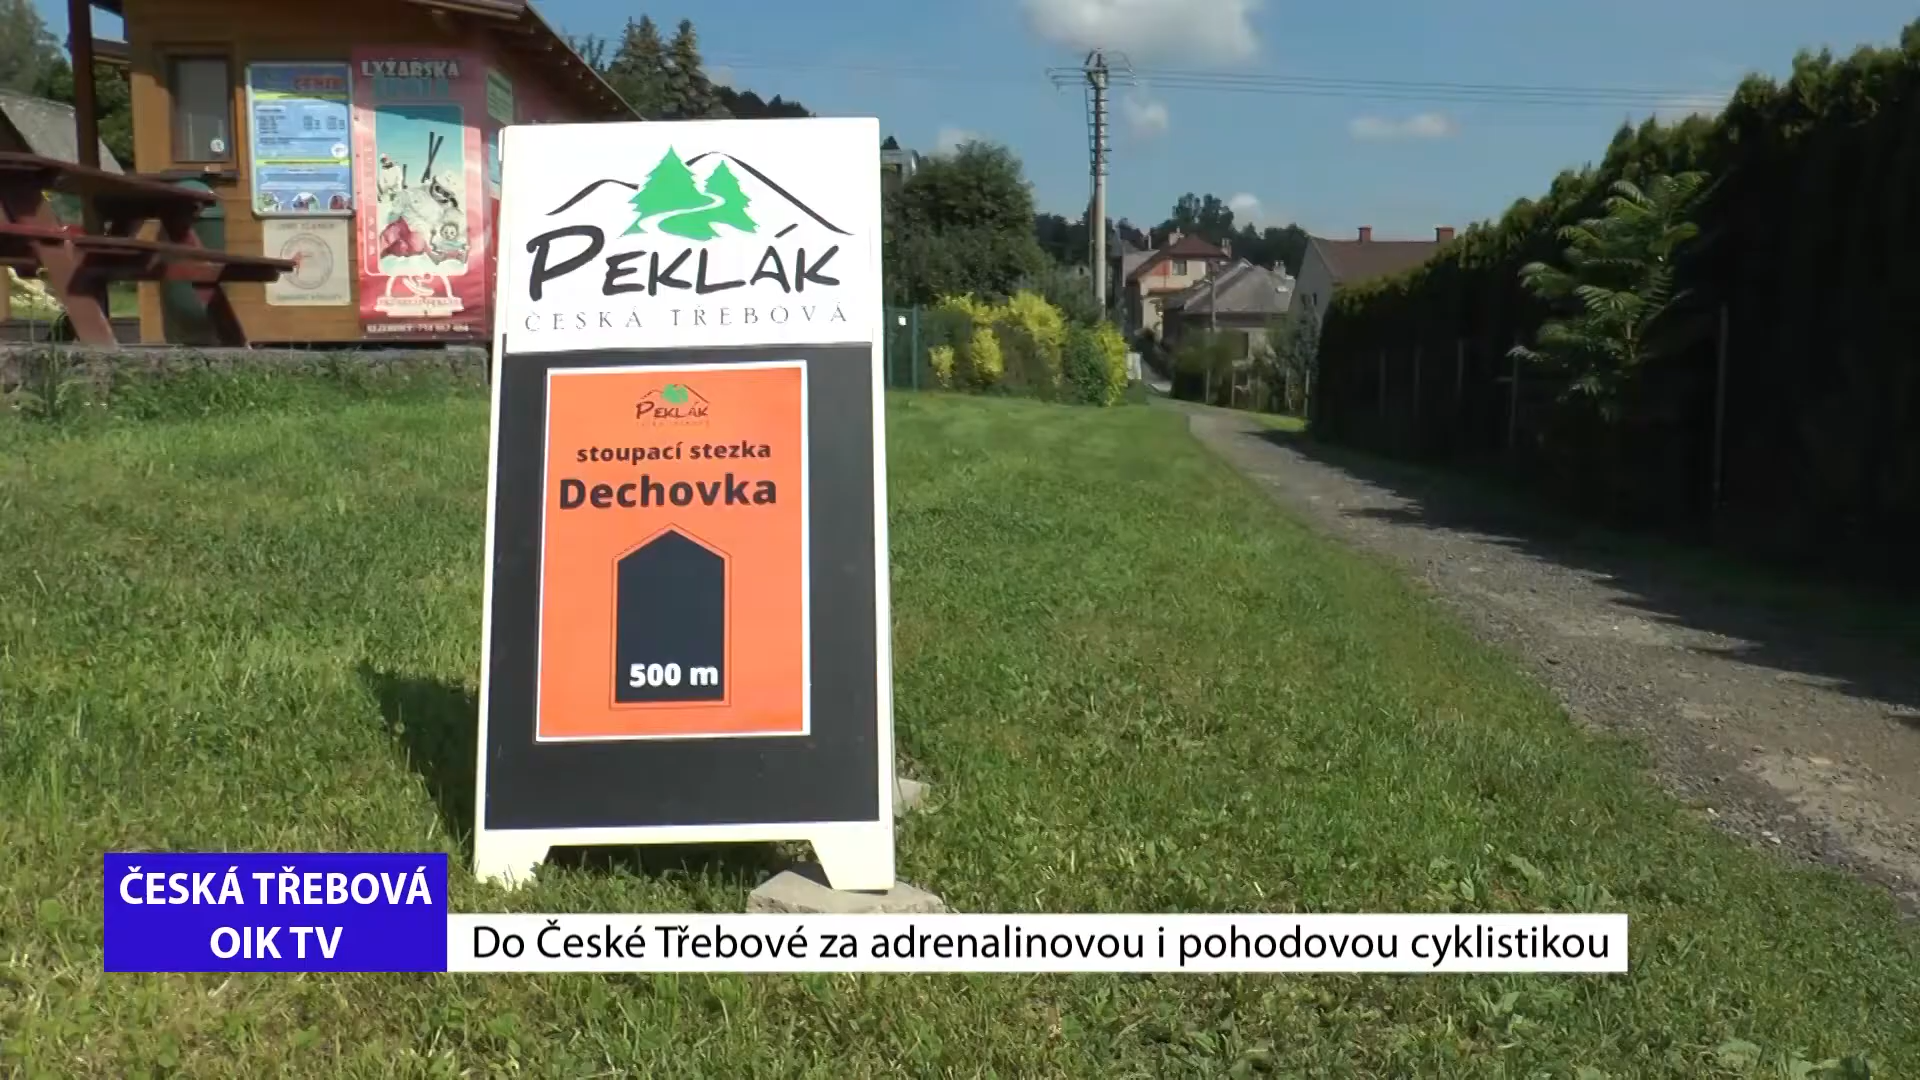 LYŽAŘSKÁ
CENÍK
PEKLÁK
ČESKÁ TŘEBOVÁ
PEKLÁK
stoupací stezka
Dechovka
500 m
ČESKÁ TŘEBOVÁ
OIK TV
Do České Třebové za adrenalinovou i pohodovou cyklistikou